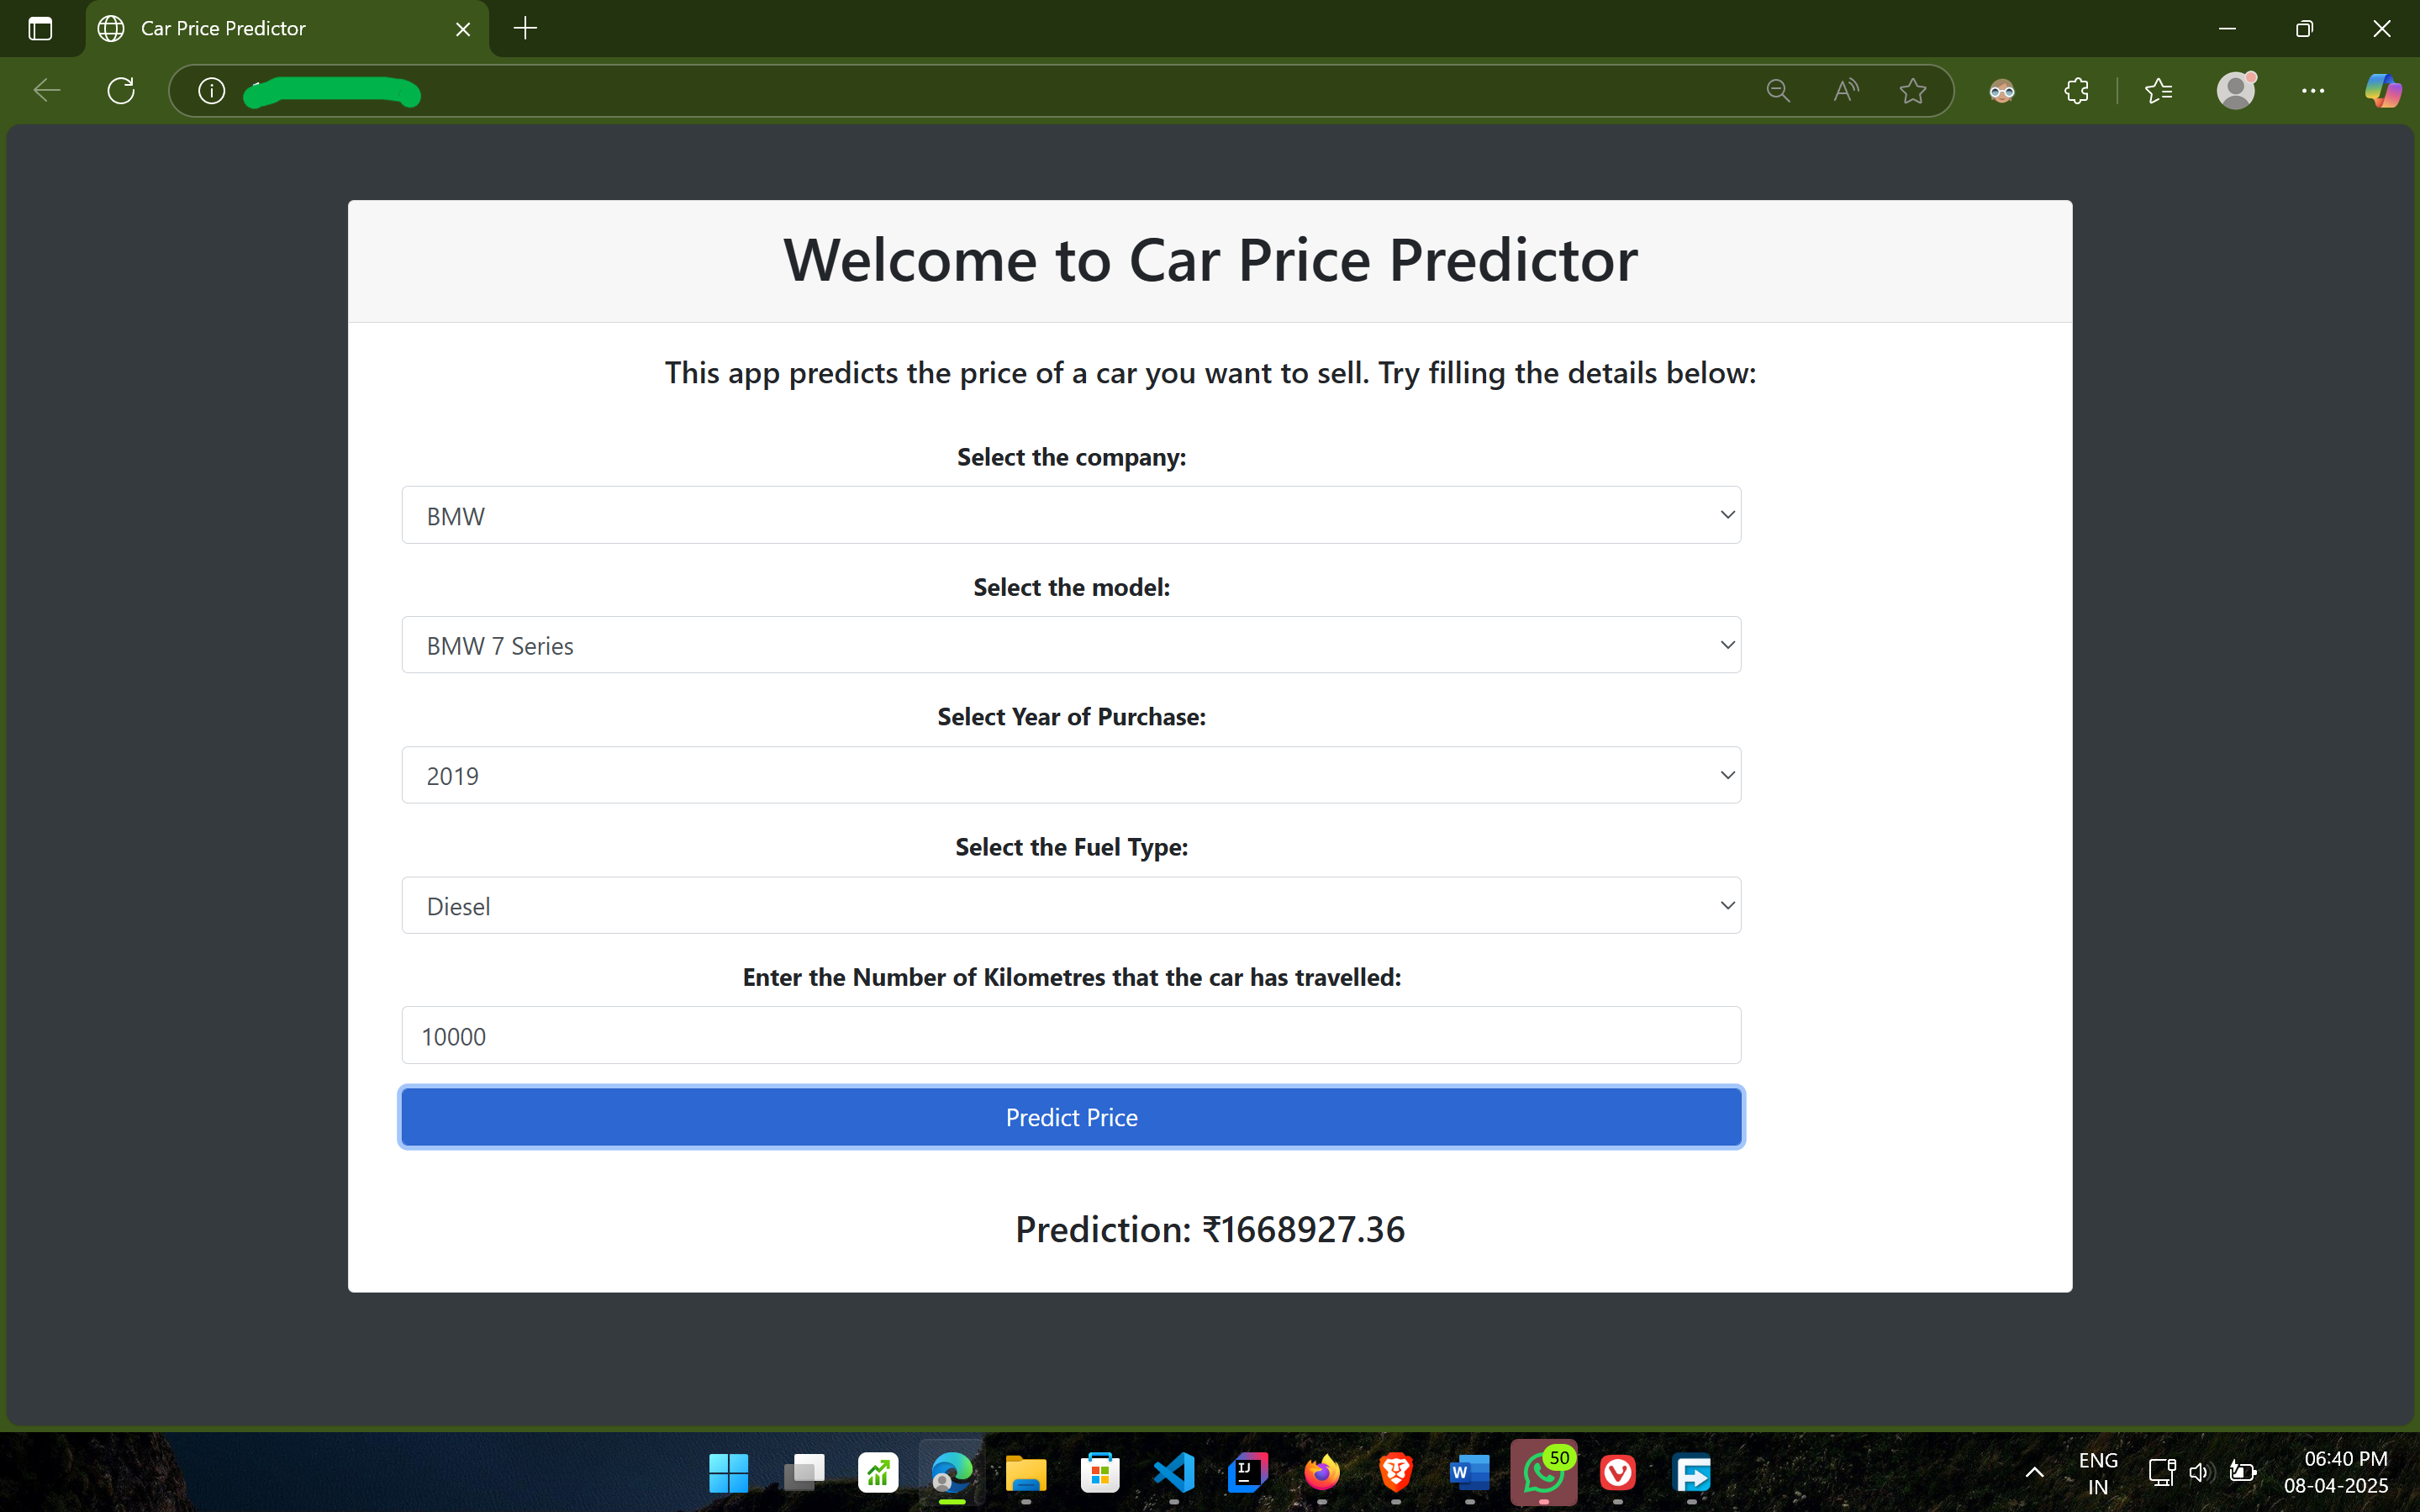 Car Price Predictor
Welcome to Car Price Predictor
This app predicts the price of a car you want to sell. Try filling the details below:
Select the company:
BMW
Select the model:
BMW 7 Series
Select Year of Purchase:
2019
Select the Fuel Type:
Diesel
Enter the Number of Kilometres that the car has travelled:
10000
Predict Price
Prediction: ₹1668927.36
50
ENG
IN
06:40 PM
08-04-2025